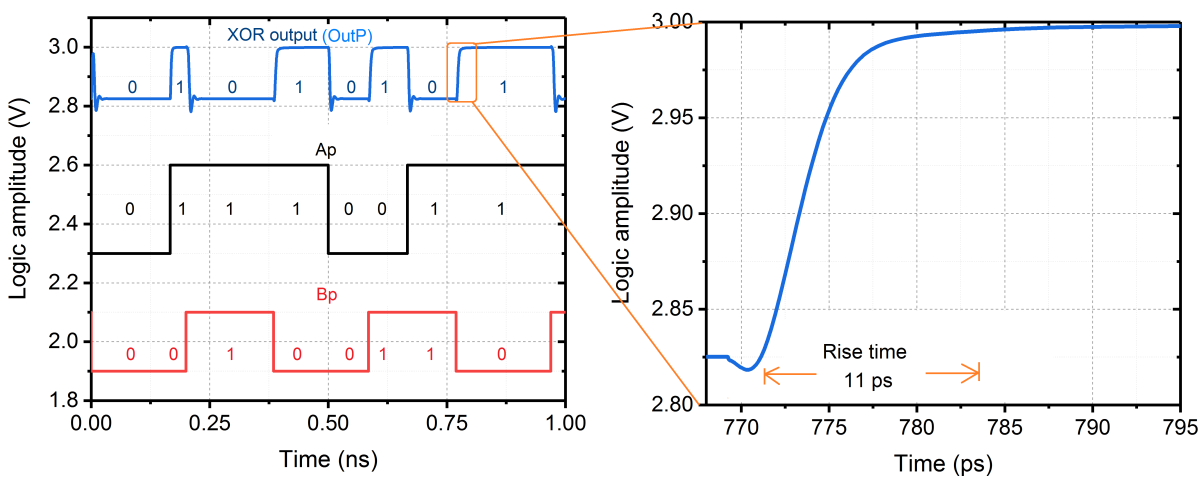 XOR output (OutP)
3.0
0 1 0 1 0 1 0 1
2.8
Ap
2.6
0 1 1 1 0 0 1 1
2.4
2.2
Bp
2.0
0 0 1 0 0 1 1 0
1.8
0.00 0.25 0.50 0.75 1.00
Time (ns)
Logic amplitude (V)
3.00
2.95
2.90
2.85
2.80
Rise time
11 ps
770 775 780 785 790 795
Time (ps)
Logic amplitude (V)